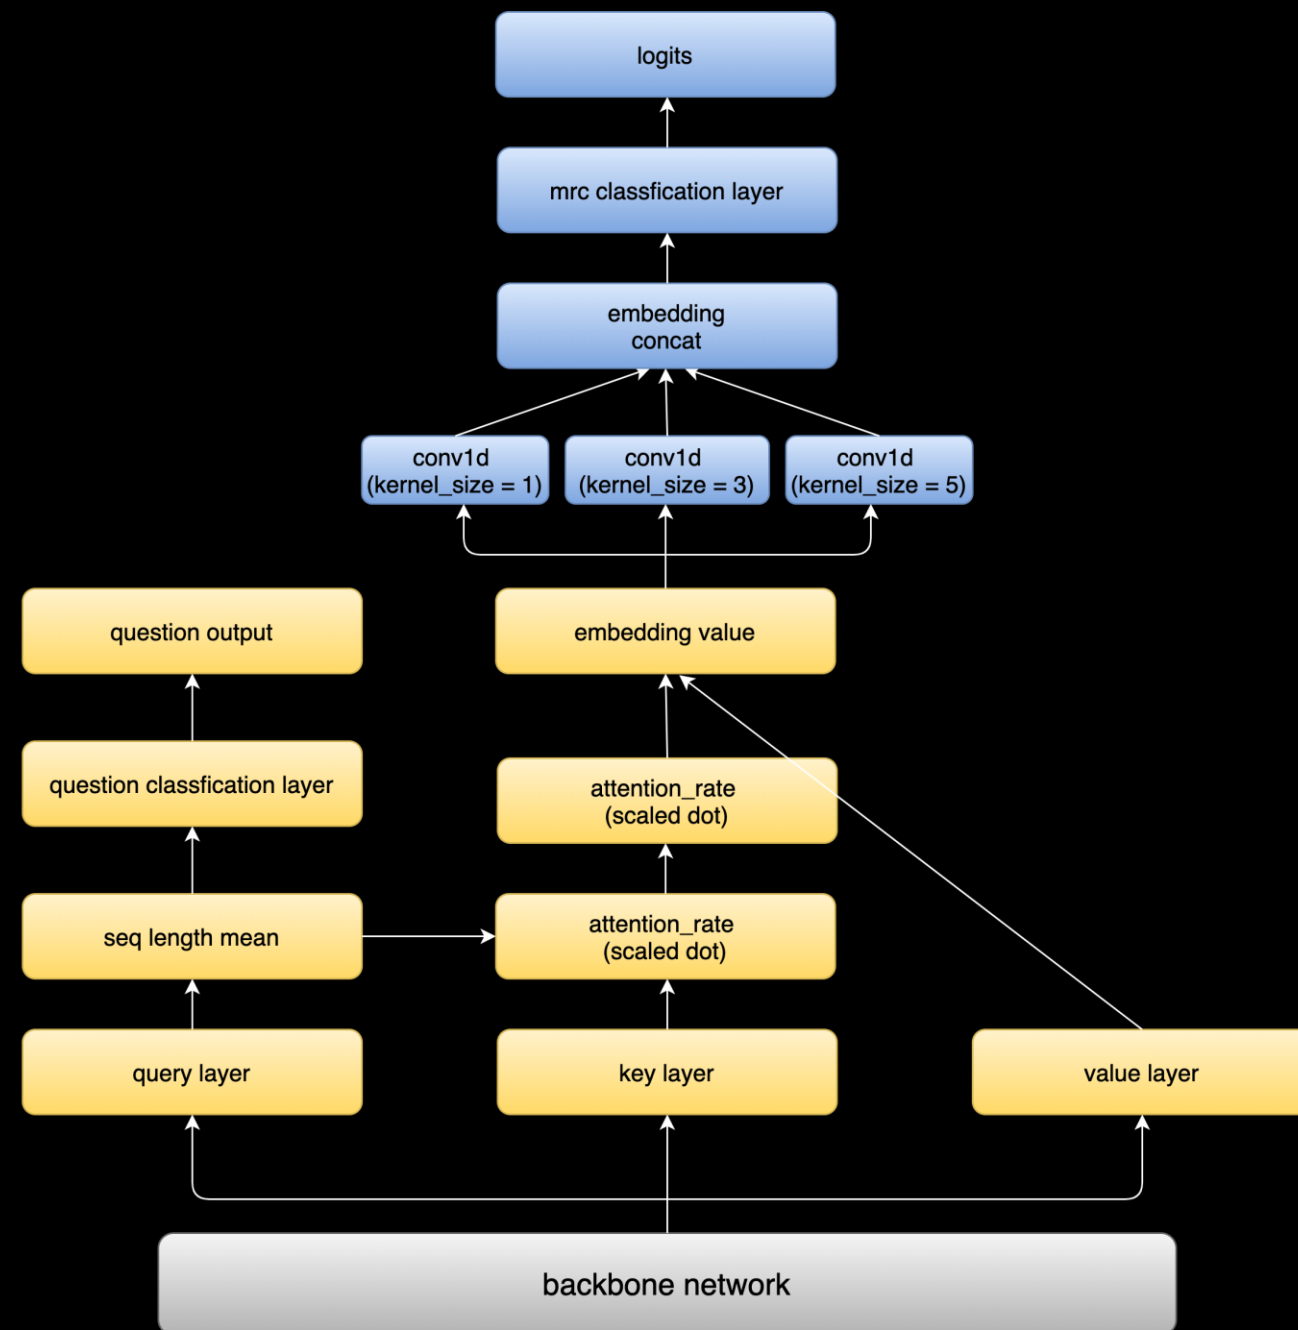 logits
mrc classfication layer
embedding
concat
conv1d
(kernel_size = 1)
conv1d
(kernel_size = 3)
conv1d
(kernel_size = 5)
question output
embedding value
question classfication layer
attention_rate
(scaled dot)
seq length mean
attention_rate
(scaled dot)
query layer
key layer
value layer
backbone network